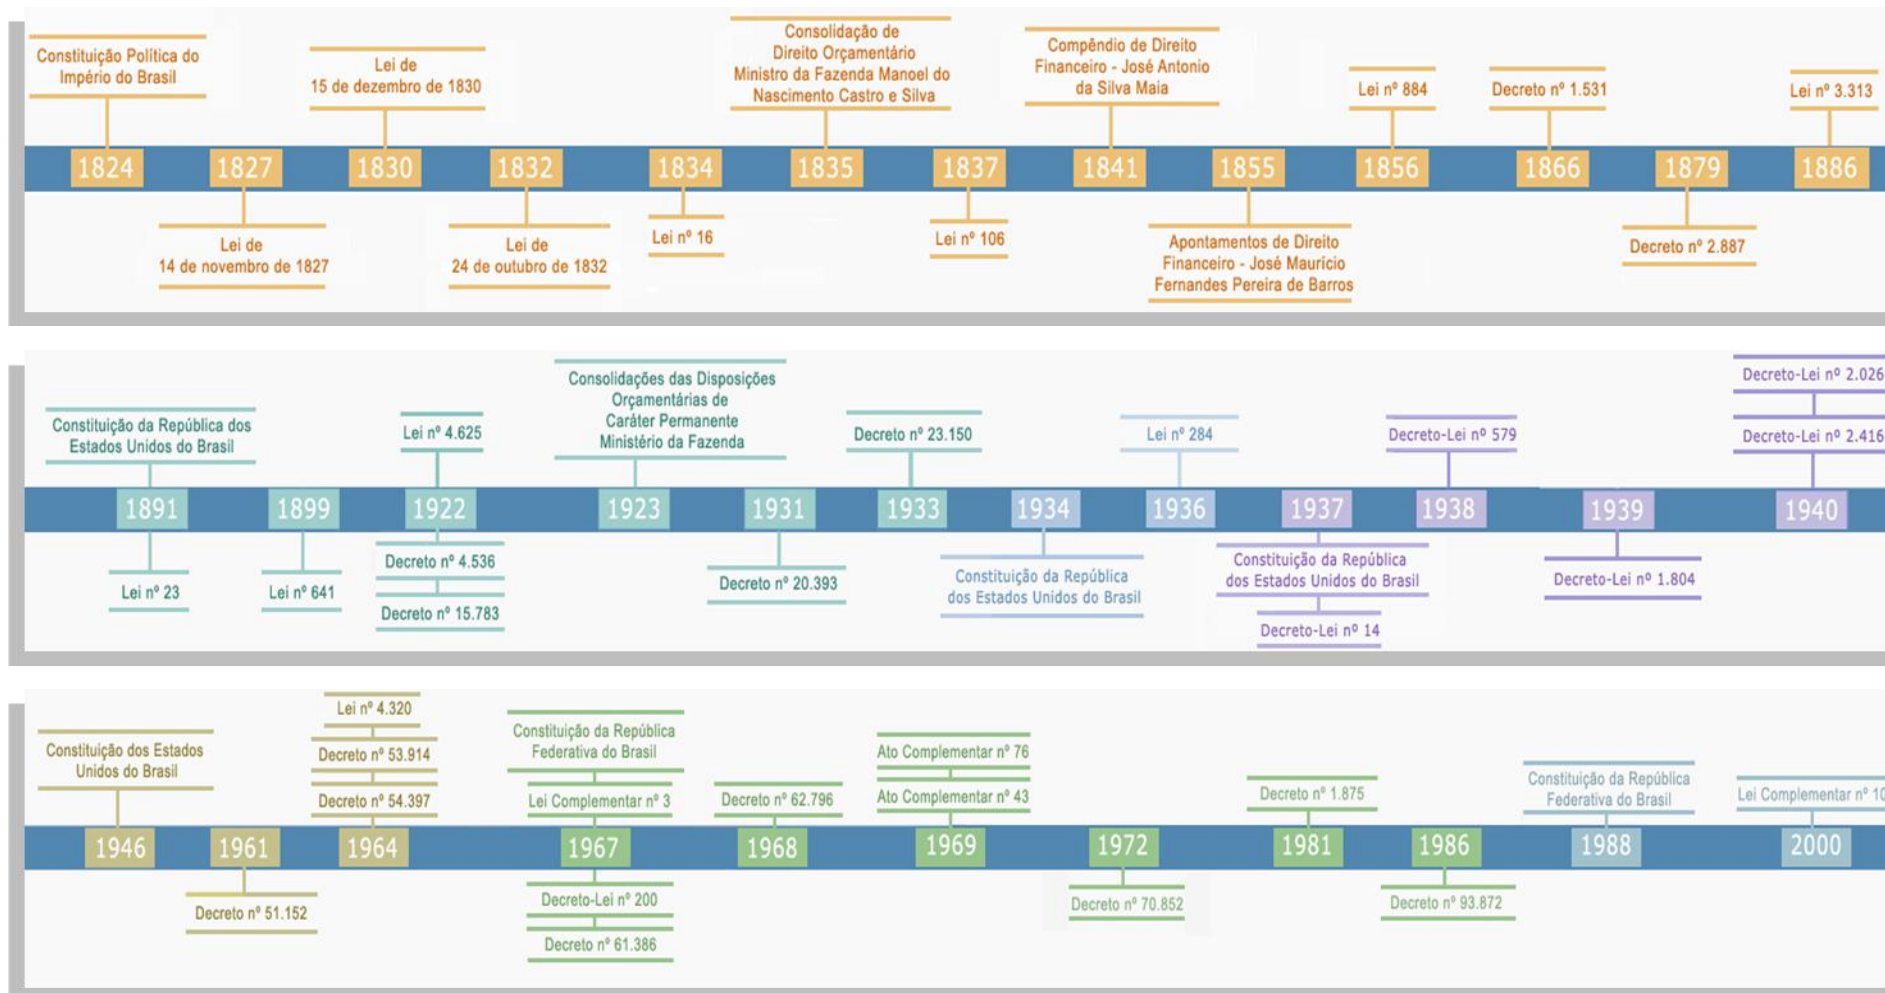 Constituição Política do
Império do Brasil
Lei de
15 de dezembro de 1830
Consolidação de
Direito Orçamentário
Ministro da Fazenda Manoel do
Nascimento Castro e Silva
Compêndio de Direito
Financeiro - José Antonio
da Silva Maia
Lei nº 884
Decreto nº 1.531
Lei nº 3.313
1824
1827
1830
1832
1834
1835
1837
1841
1855
1856
1866
1879
1886
Lei de
14 de novembro de 1827
Lei de
24 de outubro de 1832
Lei nº 16
Lei nº 106
Apontamentos de Direito
Financeiro - José Maurício
Fernandes Pereira de Barros
Decreto nº 2.887
Constituição da República dos
Estados Unidos do Brasil
Lei nº 4.625
Consolidações das Disposições
Orçamentárias de
Caráter Permanente
Ministério da Fazenda
Decreto nº 23.150
Lei nº 284
Decreto-Lei nº 579
Decreto-Lei nº 2.026
Decreto-Lei nº 2.416
1891
1899
1922
1923
1931
1933
1934
1936
1937
1938
1939
1940
Lei nº 23
Lei nº 641
Decreto nº 4.536
Decreto nº 15.783
Decreto nº 20.393
Constituição da República
dos Estados Unidos do Brasil
Constituição da República
dos Estados Unidos do Brasil
Decreto-Lei nº 14
Decreto-Lei nº 1.804
Constituição dos Estados
Unidos do Brasil
Lei nº 4.320
Decreto nº 53.914
Decreto nº 54.397
Constituição da República
Federativa do Brasil
Lei Complementar nº 3
Decreto nº 62.796
Ato Complementar nº 76
Ato Complementar nº 43
Decreto nº 1.875
Constituição da República
Federativa do Brasil
Lei Complementar nº 10
1946
1961
1964
1967
1968
1969
1972
1981
1986
1988
2000
Decreto nº 51.152
Decreto-Lei nº 200
Decreto nº 61.386
Decreto nº 70.852
Decreto nº 93.872